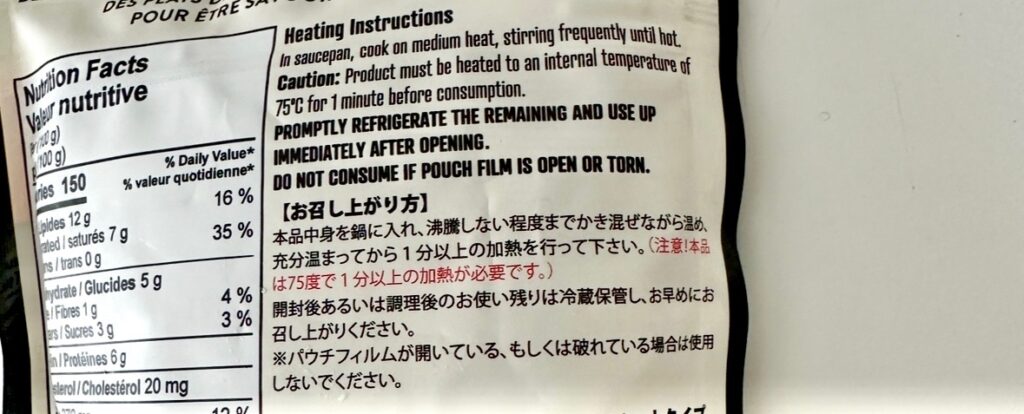 POUR ÊTRE
Nutrition Facts
Valeur nutritive
(100 g)
% Daily Value*
% valeur quotidienne*
150
12 g 16 %
/ saturés 7 g 35 %
/ trans 0 g
/ Glucides 5 g
/ Fibres 1 g 4 %
/ Sucres 3 g 3 %
/ Protéines 6 g
/ Cholestérol 20 mg
Heating Instructions
In saucepan, cook on medium heat, stirring frequently until hot.
Caution: Product must be heated to an internal temperature of
75°C for 1 minute before consumption.
PROMPTLY REFRIGERATE THE REMAINING AND USE UP
IMMEDIATELY AFTER OPENING.
DO NOT CONSUME IF POUCH FILM IS OPEN OR TORN.
【お召し上がり方】
本品中身を鍋に入れ、沸騰しない程度までかき混ぜながら温め、
充分温まってから1分以上の加熱を行って下さい。(注意!本品
は75度で1分以上の加熱が必要です。)
開封後あるいは調理後のお使い残りは冷蔵保管し、お早めにお
召し上がりください。
※パウチフィルムが開いている、もしくは破れている場合は使用
しないでください。